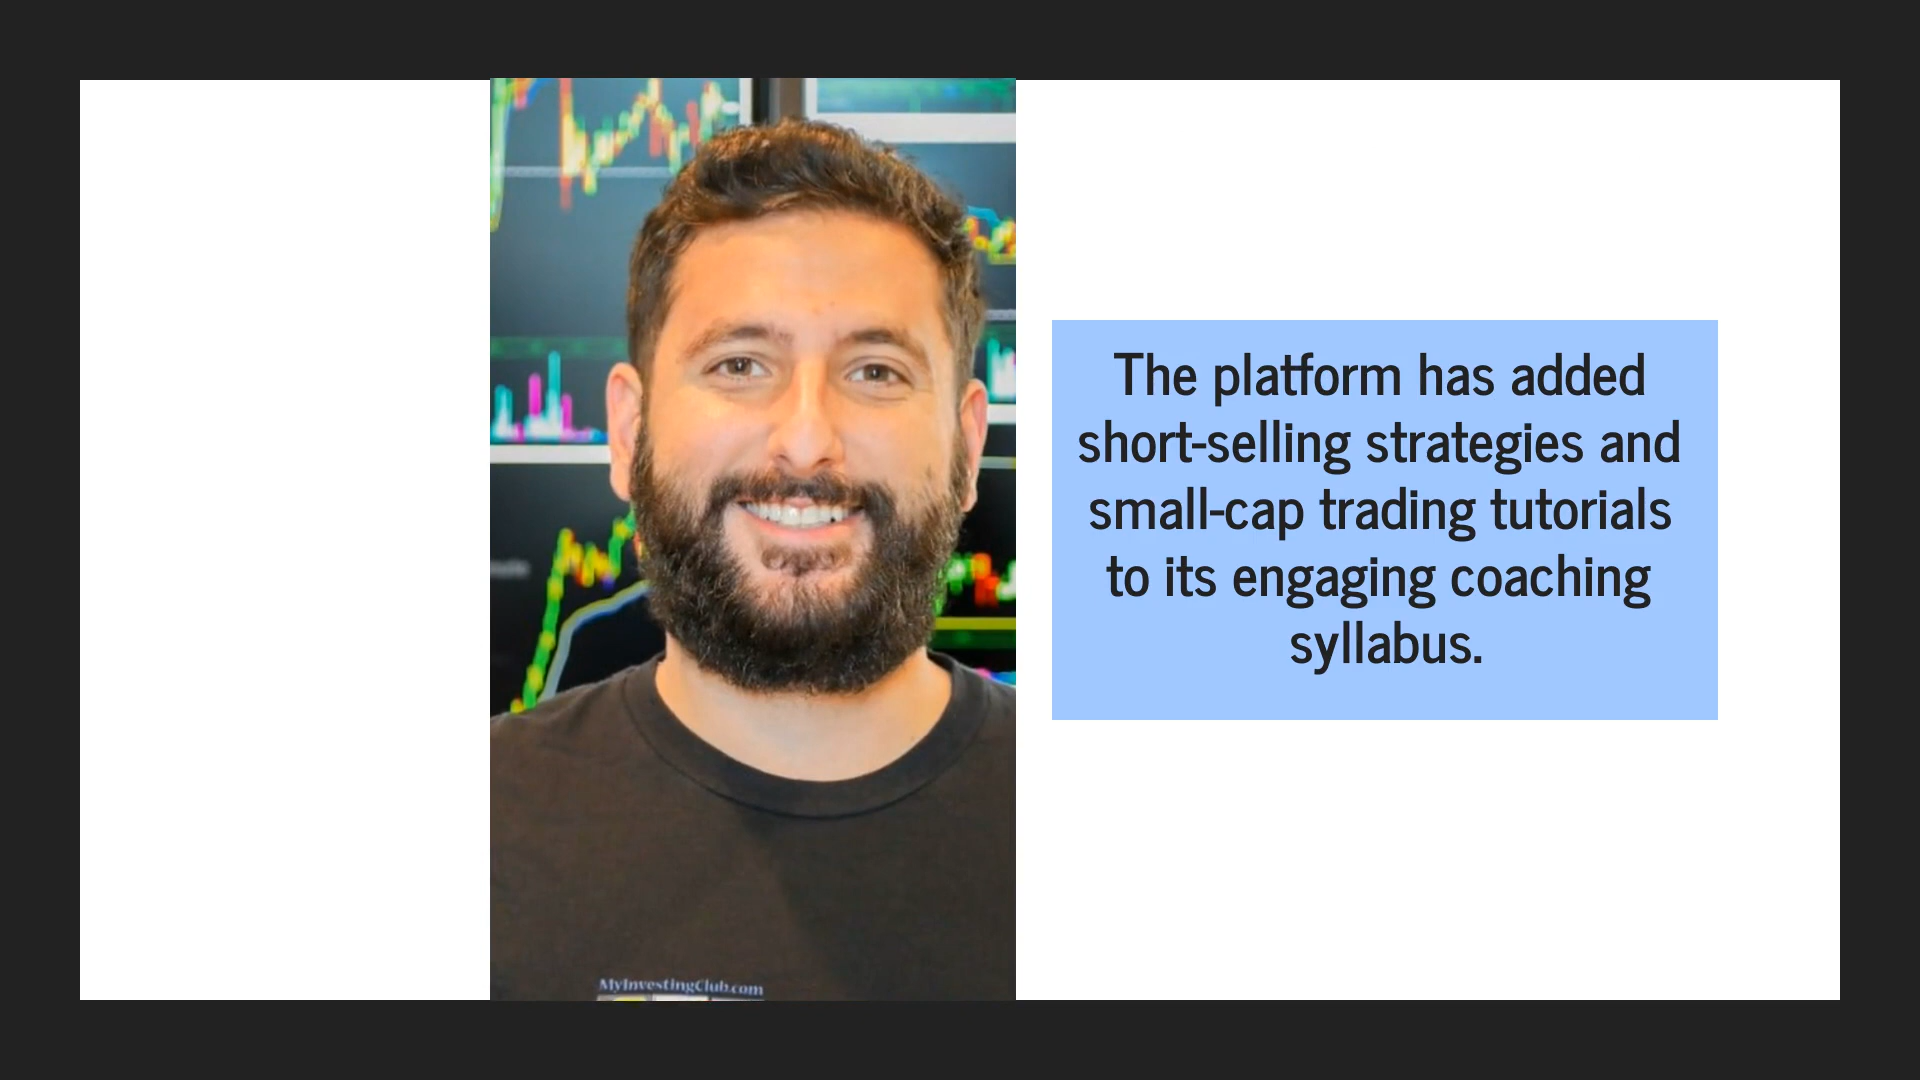 The platform has added
short-selling strategies and
small-cap trading tutorials
to its engaging coaching
syllabus.
MyInvestingClub.com